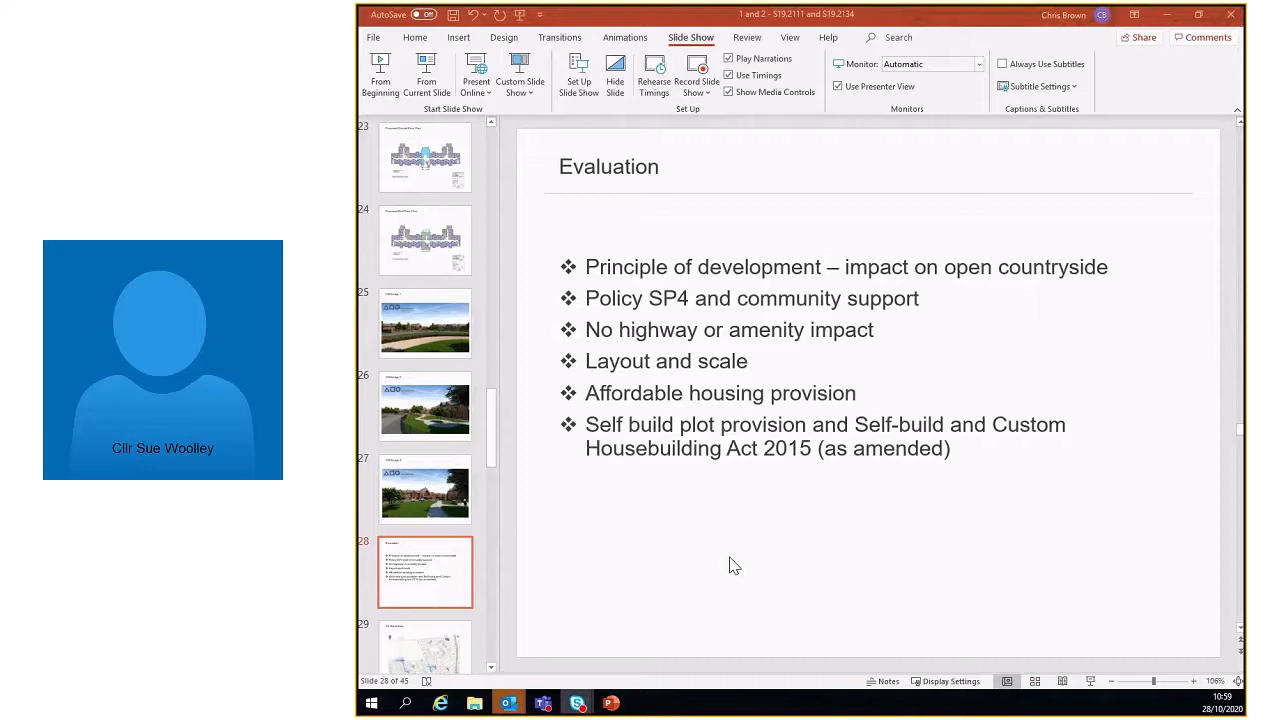 Cllr Sue Woolley
AutoSave Off
1 and 2 - S19.2111 and S19.2134
Chris Brown CB
File Home Insert Design Transitions Animations Slide Show Review View Help Search
Share Comments
From Beginning
From Current Slide
Present Online
Custom Slide Show
Start Slide Show
Set Up Slide Show
Hide Slide
Rehearse Timings
Record Slide Show
Play Narrations
Use Timings
Show Media Controls
Set Up
Monitor: Automatic
Use Presenter View
Monitors
Always Use Subtitles
Subtitle Settings
Captions & Subtitles
23
24
25
26
27
28
29
Evaluation
❖ Principle of development – impact on open countryside
❖ Policy SP4 and community support
❖ No highway or amenity impact
❖ Layout and scale
❖ Affordable housing provision
❖ Self build plot provision and Self-build and Custom
Housebuilding Act 2015 (as amended)
Slide 28 of 45
Notes Display Settings
106%
10:59
28/10/2020